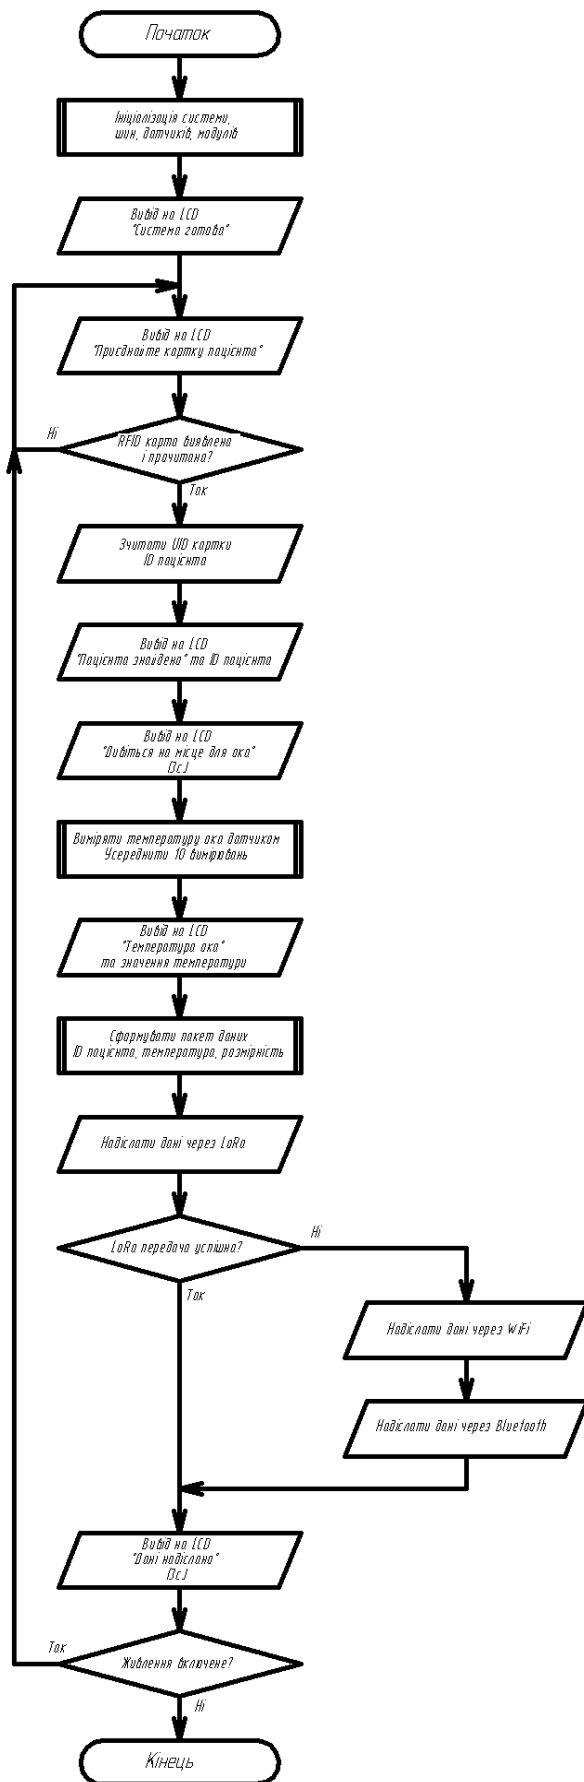 Початок
Ініціалізація системи,
шин, датчиків, модулів
Вивід на LCD
"Система готова"
Вивід на LCD
"Приєднайте картку пацієнта"
Ні
RFID карта виявлена
і прочитана?
Так
Зчитати UID картки
ID пацієнта
Вивід на LCD
"Пацієнта знайдено" та ID пацієнта
Вивід на LCD
"Дивіться на місце для ока"
(3с)
Виміряти температуру ока датчиком
Усереднити 10 вимірювань
Вивід на LCD
"Температура ока"
та значення температури
Сформувати пакет даних
ID пацієнта, температура, розмірність
Надіслати дані через LoRa
LoRa передача успішна?
Ні
Так
Надіслати дані через WiFi
Надіслати дані через Bluetooth
Вивід на LCD
"Дані надіслано"
(3с)
Так
Живлення включене?
Ні
Кінець